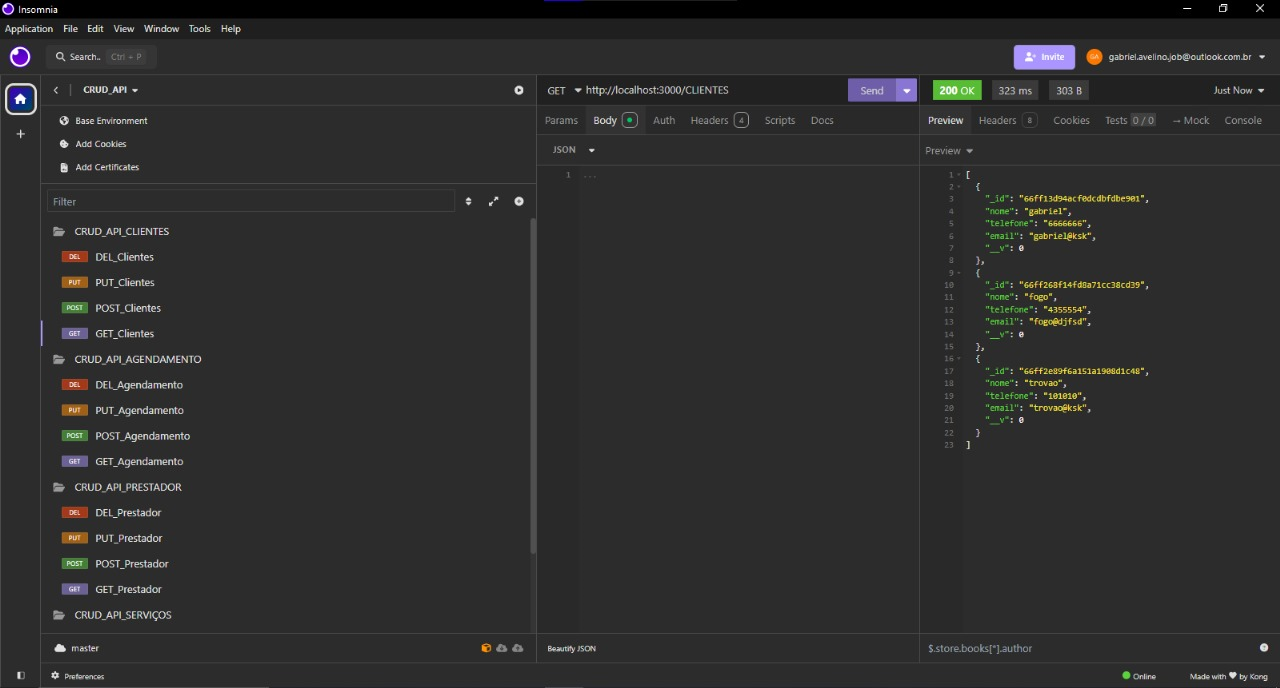 Insomnia
Application File Edit View Window Tools Help
Search.. Ctrl + P
Invite
GA gabriel.avelino.job@outlook.com.br
CRUD_API
Base Environment
Add Cookies
Add Certificates
Filter
CRUD_API_CLIENTES
DEL DEL_Clientes
PUT PUT_Clientes
POST POST_Clientes
GET GET_Clientes
CRUD_API_AGENDAMENTO
DEL DEL_Agendamento
PUT PUT_Agendamento
POST POST_Agendamento
GET GET_Agendamento
CRUD_API_PRESTADOR
DEL DEL_Prestador
PUT PUT_Prestador
POST POST_Prestador
GET GET_Prestador
CRUD_API_SERVIÇOS
master
Preferences
GET http://localhost:3000/CLIENTES Send
Params Body Auth Headers 4 Scripts Docs
JSON
1 ...
Beautify JSON
200 OK 323 ms 303 B Just Now
Preview Headers 8 Cookies Tests 0 / 0 → Mock Console
Preview
1 [
2 {
3 "_id": "66ff13d94acf0dcdbfdbe901",
4 "nome": "gabriel",
5 "telefone": "6666666",
6 "email": "gabriel@ksk",
7 "__v": 0
8 },
9 {
10 "_id": "66ff268f14fd8a71cc38cd39",
11 "nome": "fogo",
12 "telefone": "4355554",
13 "email": "fogo@djfsd",
14 "__v": 0
15 },
16 {
17 "_id": "66ff2e89f6a151a1908d1c48",
18 "nome": "trovao",
19 "telefone": "101010",
20 "email": "trovao@ksk",
21 "__v": 0
22 }
23 ]
$.store.books[*].author
Online Made with ♥ by Kong